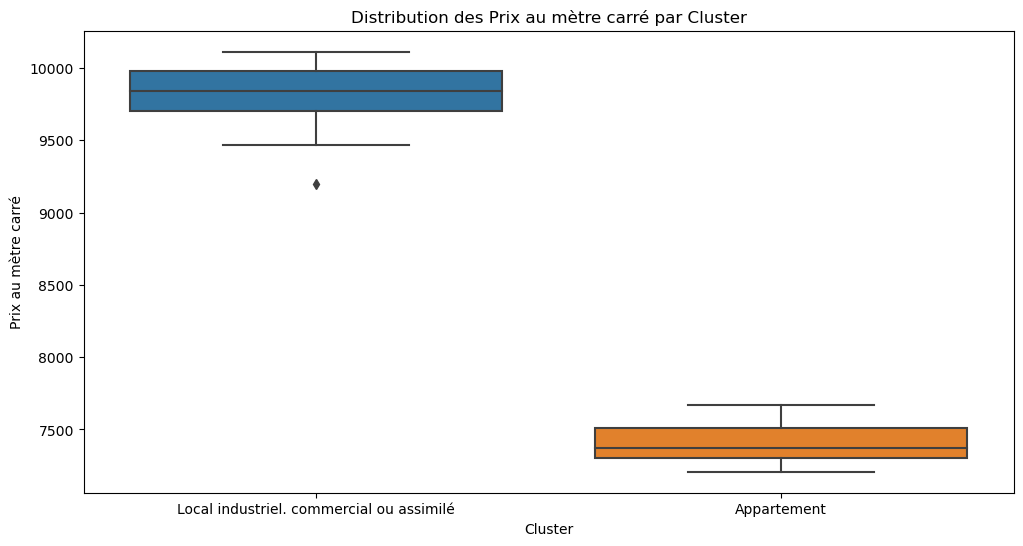 Distribution des Prix au mètre carré par Cluster
Prix au mètre carré
10000
9500
9000
8500
8000
7500
Local industriel. commercial ou assimilé
Appartement
Cluster